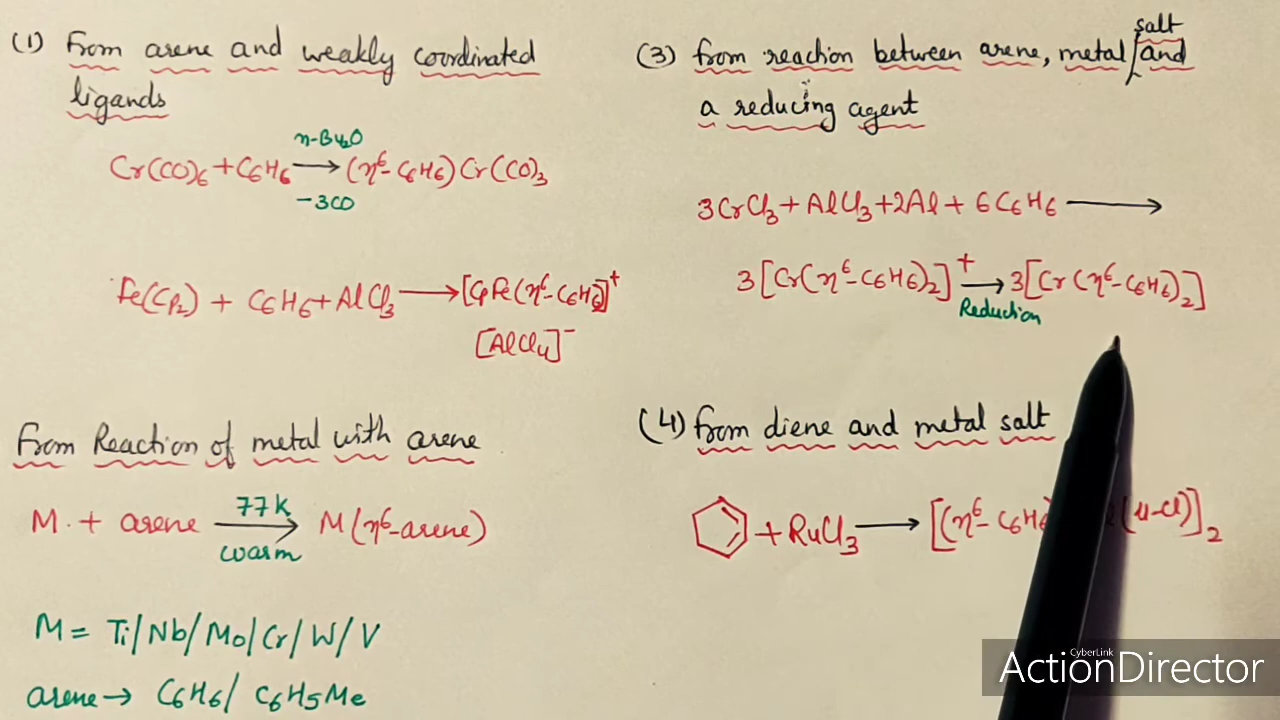 (1) From arene and weakly coordinated
ligands
n-Bu2O
Cr(CO)6 + C6H6 ⟶ (η6-C6H6)Cr(CO)3
-3CO
Fe(Cp2) + C6H6 + AlCl3 ⟶ [CpFe(η6-C6H6)]+
[AlCl4]-
From Reaction of metal with arene
77K
M + arene ⟶ M(η6-arene)
warm
M = Ti/Nb/Mo/Cr/W/V
arene → C6H6/ C6H5Me
(3) from reaction between arene, metal salt and
a reducing agent
3CrCl3 + AlCl3 + 2Al + 6C6H6 ⟶
3[Cr(η6-C6H6)2]+ ⟶ 3[Cr(η6-C6H6)2]
Reduction
(4) from diene and metal salt
+ RuCl3 ⟶ [(η6-C6H6 (μ-Cl)]2
CyberLink
ActionDirector